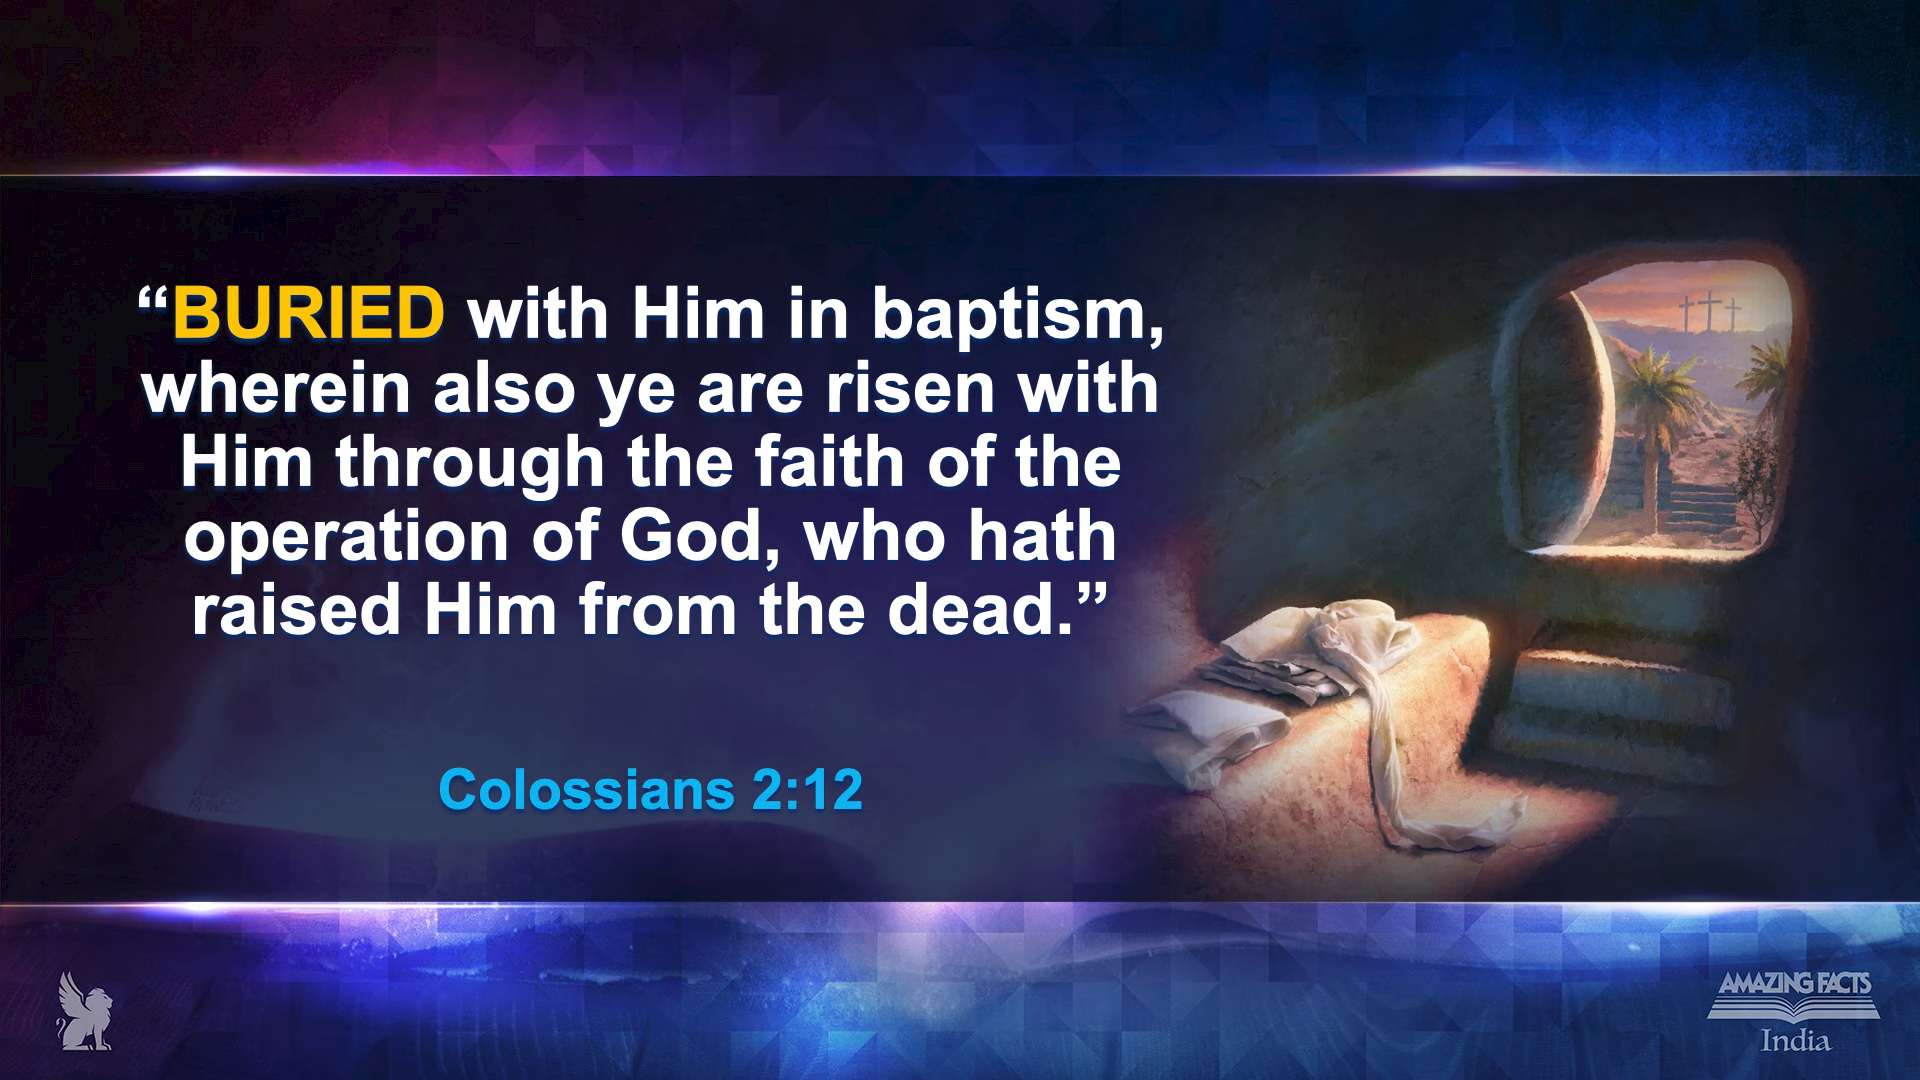 “BURIED with Him in baptism,
wherein also ye are risen with
Him through the faith of the
operation of God, who hath
raised Him from the dead.”
Colossians 2:12
AMAZING FACTS
India